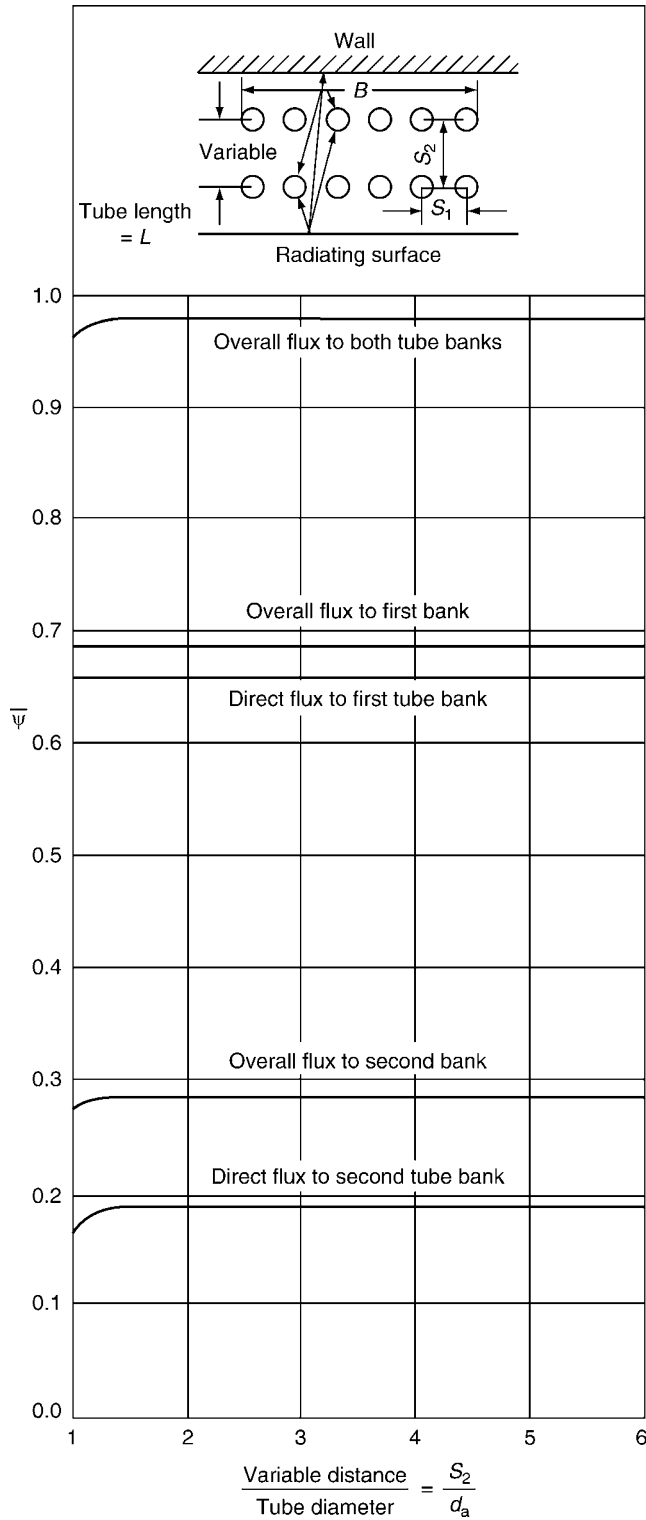 Wall
B
Variable
S₂
Tube length
= L
S₁
Radiating surface
1.0
Overall flux to both tube banks
0.9
0.8
Overall flux to first bank
0.7
Direct flux to first tube bank
ψ̅
0.6
0.5
0.4
Overall flux to second bank
0.3
Direct flux to second tube bank
0.2
0.1
0.0
1 2 3 4 5 6
Variable distance / Tube diameter = S₂ / dₐ